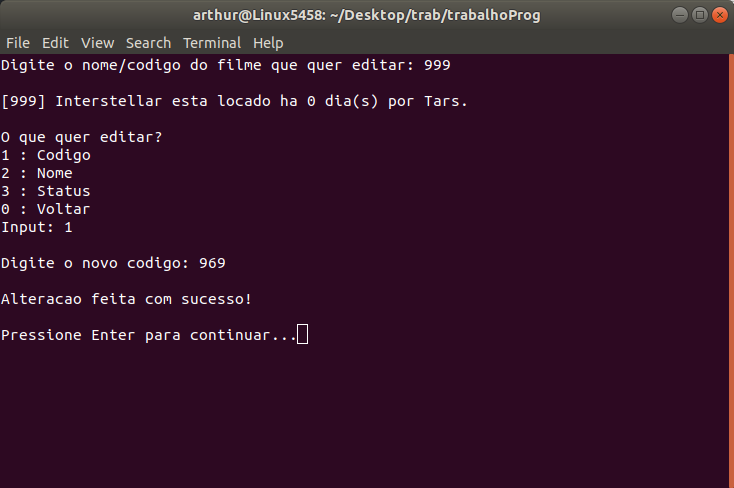 arthur@Linux5458: ~/Desktop/trab/trabalhoProg
File Edit View Search Terminal Help
Digite o nome/codigo do filme que quer editar: 999
[999] Interstellar esta locado ha 0 dia(s) por Tars.
O que quer editar?
1 : Codigo
2 : Nome
3 : Status
0 : Voltar
Input: 1
Digite o novo codigo: 969
Alteracao feita com sucesso!
Pressione Enter para continuar...